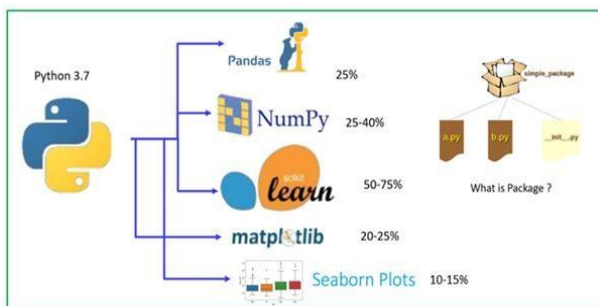 Python 3.7
Pandas
25%
NumPy
25-40%
scikit
learn
50-75%
matplotlib
20-25%
Seaborn Plots
10-15%
simple_package
a.py
b.py
__init__.py
What is Package ?